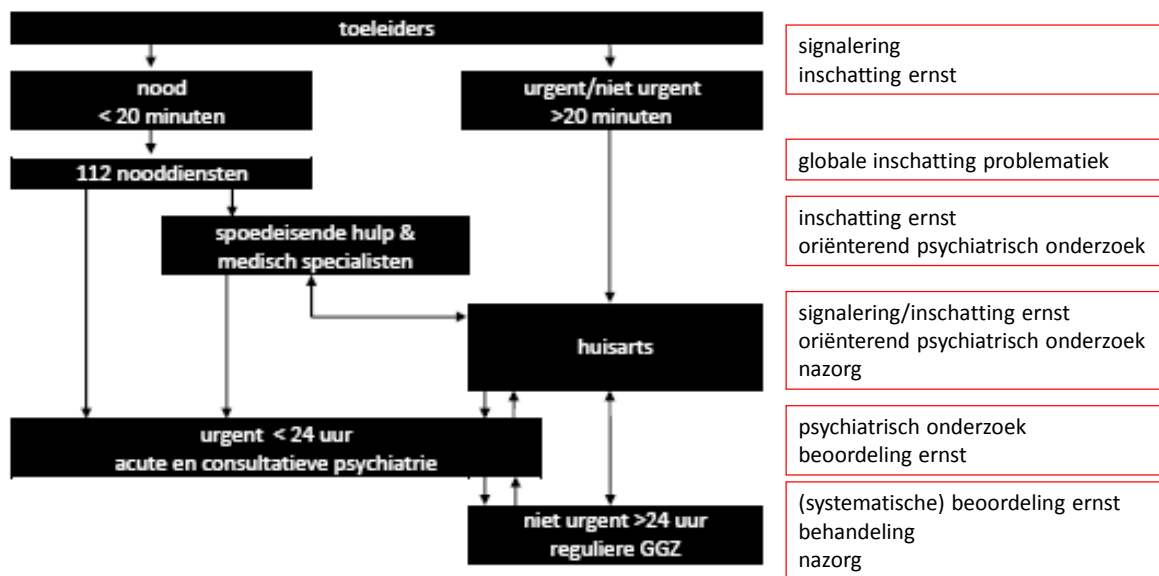 toeleiders
signalering
inschatting ernst
nood
< 20 minuten
urgent/niet urgent
>20 minuten
112 nooddiensten
globale inschatting problematiek
spoedeisende hulp &
medisch specialisten
inschatting ernst
oriënterend psychiatrisch onderzoek
huisarts
signalering/inschatting ernst
oriënterend psychiatrisch onderzoek
nazorg
urgent < 24 uur
acute en consultatieve psychiatrie
psychiatrisch onderzoek
beoordeling ernst
niet urgent >24 uur
reguliere GGZ
(systematische) beoordeling ernst
behandeling
nazorg